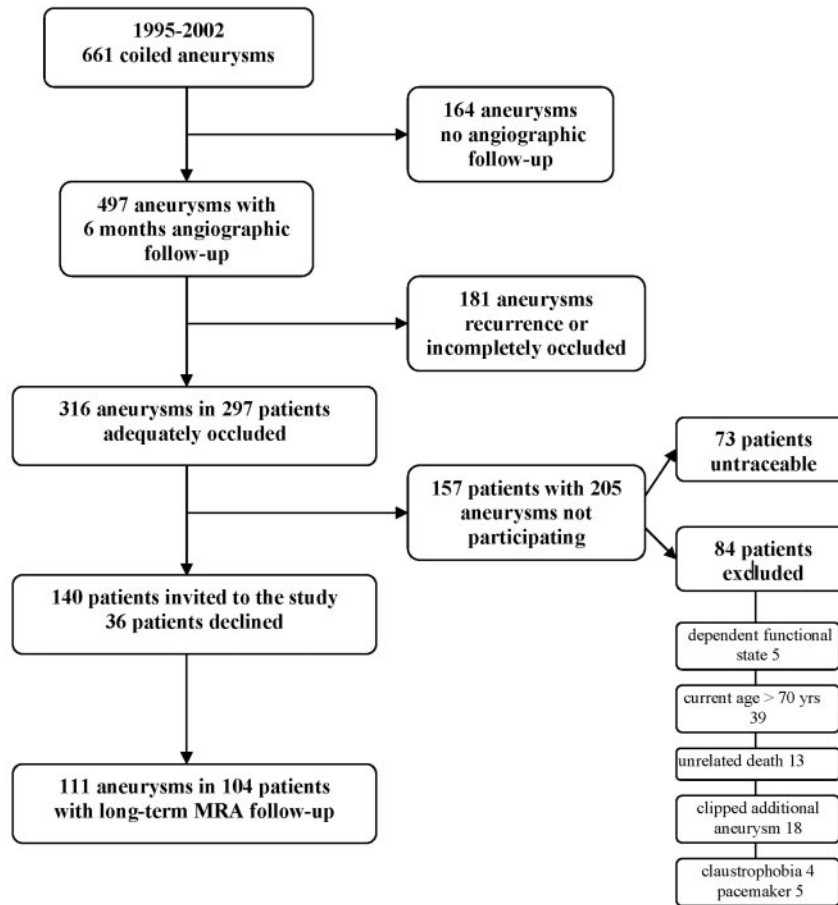 1995-2002
661 coiled aneurysms
164 aneurysms
no angiographic
follow-up
497 aneurysms with
6 months angiographic
follow-up
181 aneurysms
recurrence or
incompletely occluded
316 aneurysms in 297 patients
adequately occluded
157 patients with 205
aneurysms not
participating
73 patients
untraceable
84 patients
excluded
dependent functional
state 5
current age > 70 yrs
39
unrelated death 13
clipped additional
aneurysm 18
claustrophobia 4
pacemaker 5
140 patients invited to the study
36 patients declined
111 aneurysms in 104 patients
with long-term MRA follow-up